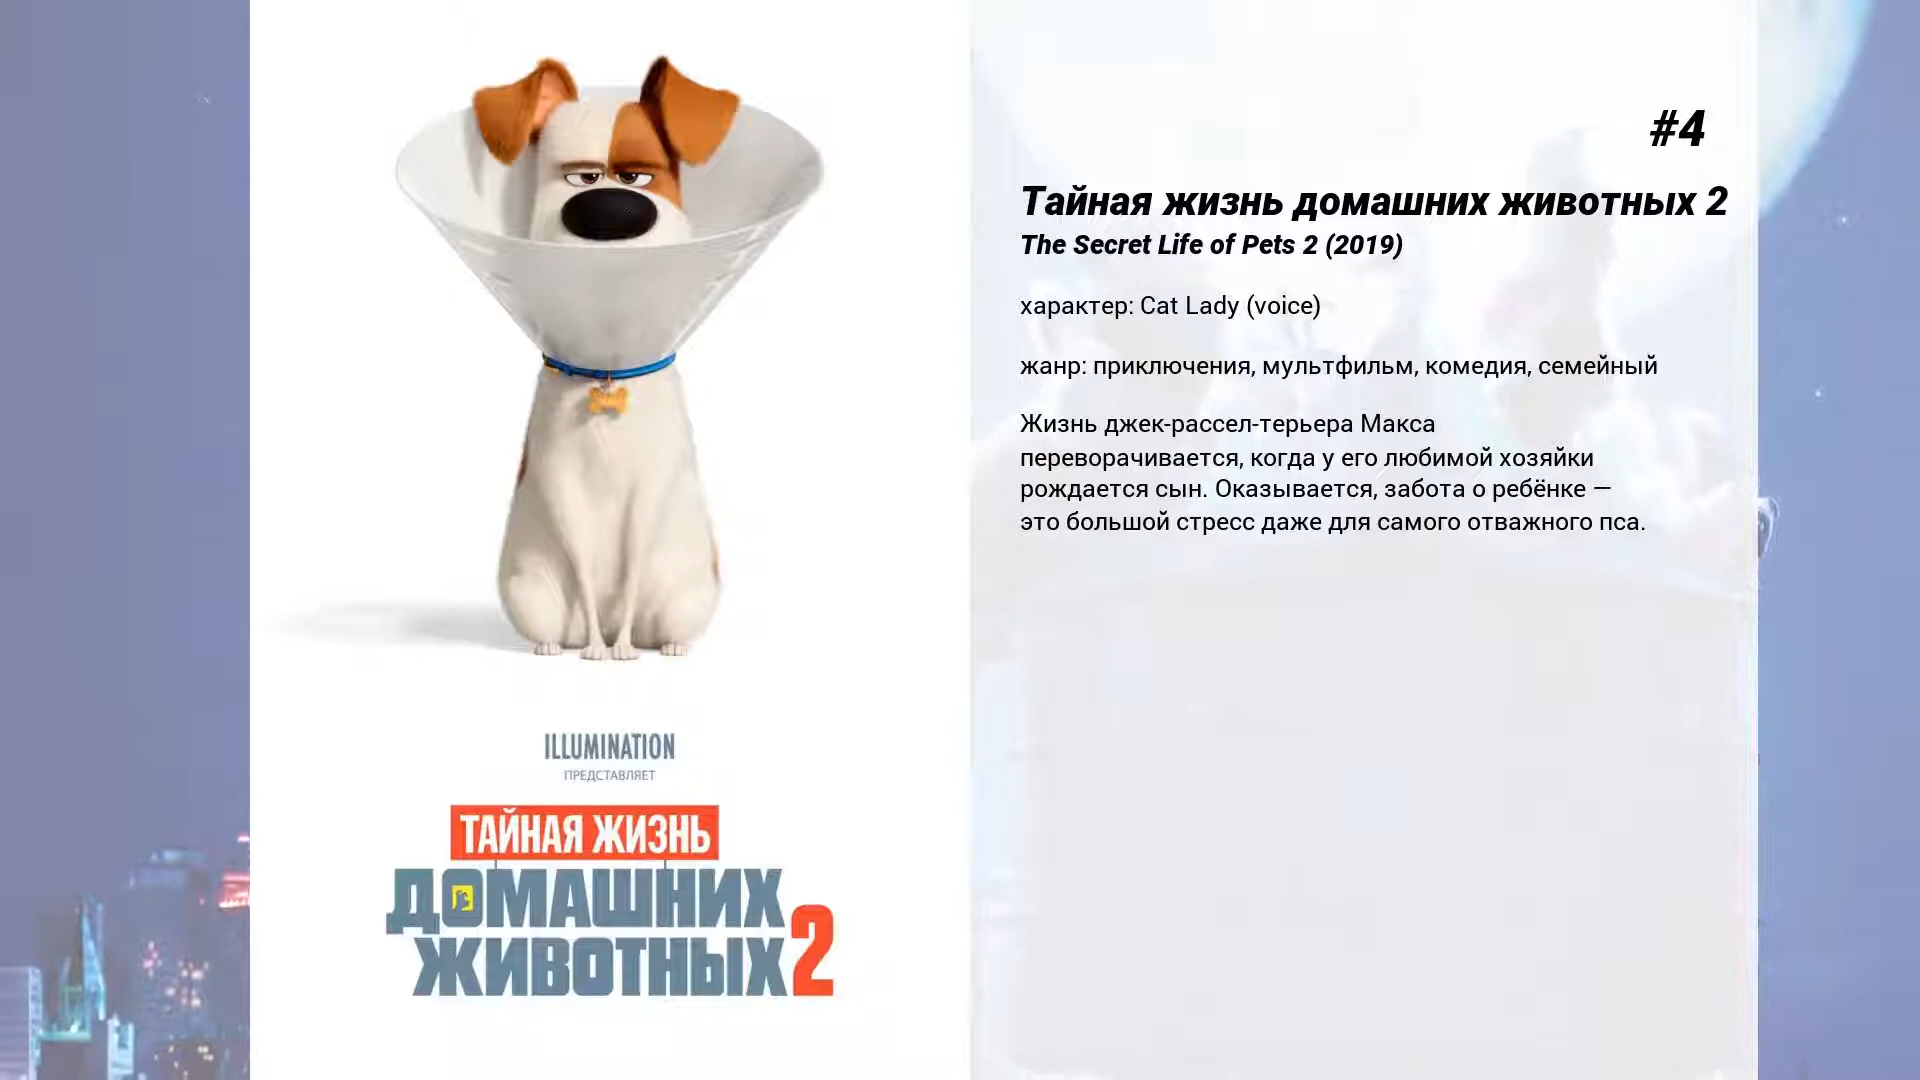 ILLUMINATION
ПРЕДСТАВЛЯЕТ
ТАЙНАЯ ЖИЗНЬ
ДОМАШНИХ
ЖИВОТНЫХ 2
#4
Тайная жизнь домашних животных 2
The Secret Life of Pets 2 (2019)
характер: Cat Lady (voice)
жанр: приключения, мультфильм, комедия, семейный
Жизнь джек-рассел-терьера Макса
переворачивается, когда у его любимой хозяйки
рождается сын. Оказывается, забота о ребёнке —
это большой стресс даже для самого отважного пса.